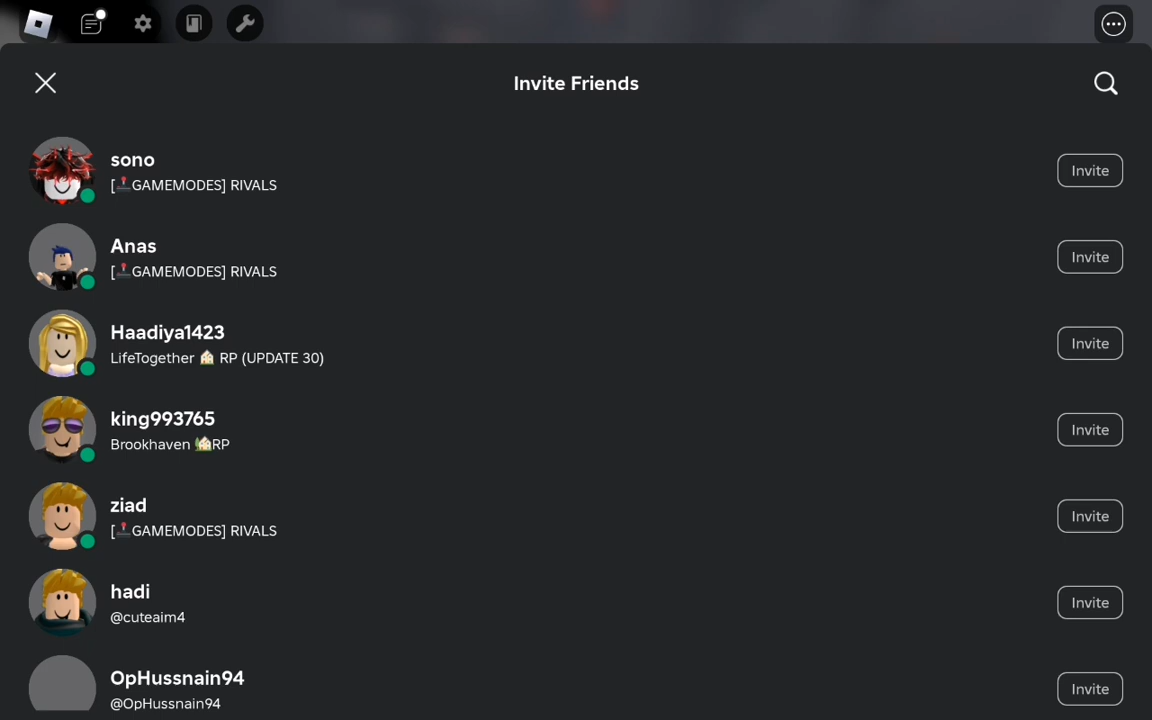 Invite Friends
sono
[🕹️GAMEMODES] RIVALS
Invite
Anas
[🕹️GAMEMODES] RIVALS
Invite
Haadiya1423
LifeTogether 🏠 RP (UPDATE 30)
Invite
king993765
Brookhaven 🏡RP
Invite
ziad
[🕹️GAMEMODES] RIVALS
Invite
hadi
@cuteaim4
Invite
OpHussnain94
@OpHussnain94
Invite